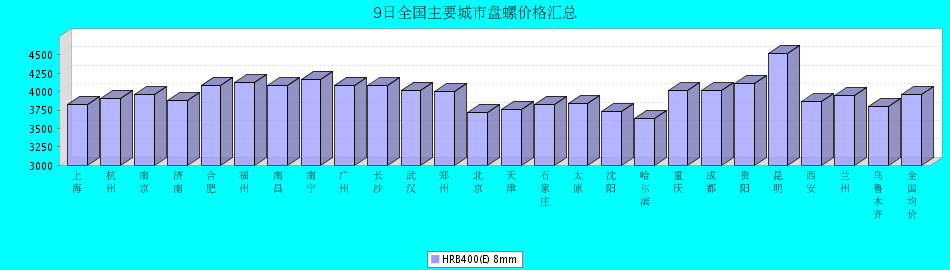 9日全国主要城市盘螺价格汇总
4500
4250
4000
3750
3500
3250
3000
上海
杭州
南京
济南
合肥
福州
南昌
南宁
广州
长沙
武汉
郑州
北京
天津
石家庄
太原
沈阳
哈尔滨
重庆
成都
贵阳
昆明
西安
兰州
乌鲁木齐
全国均价
HRB400(E) 8mm